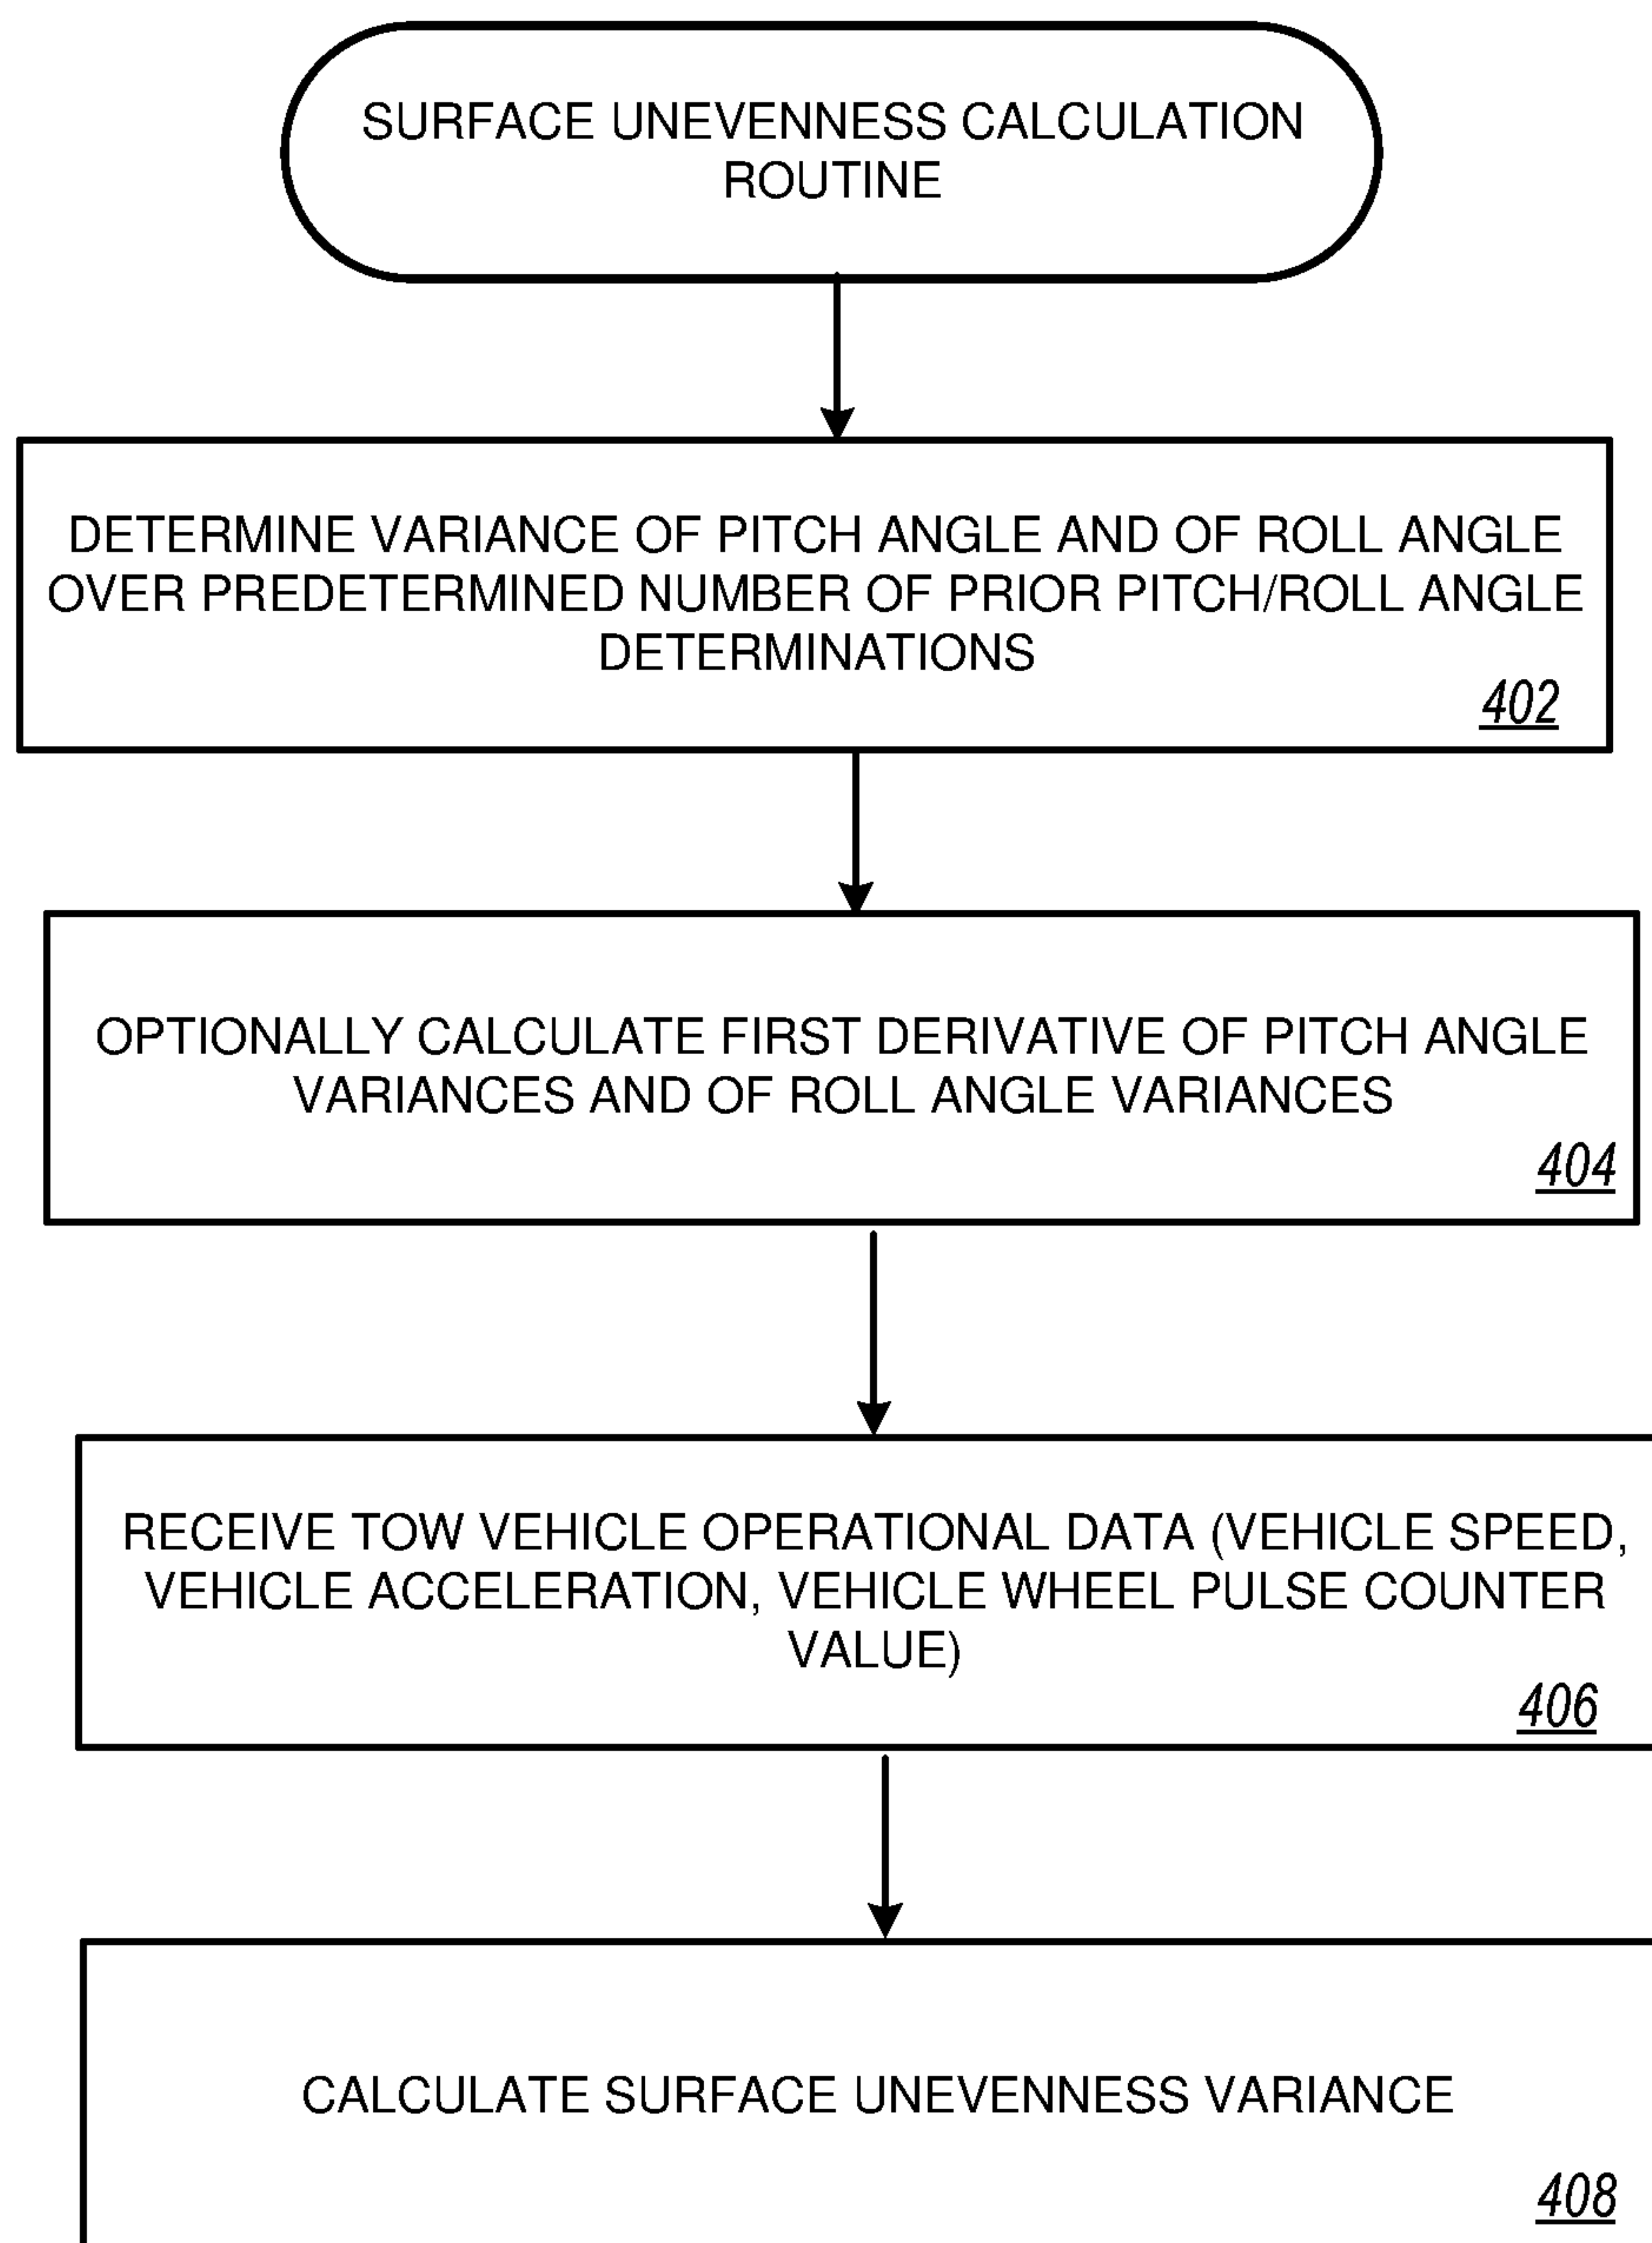 SURFACE UNEVENNESS CALCULATION
ROUTINE
DETERMINE VARIANCE OF PITCH ANGLE AND OF ROLL ANGLE
OVER PREDETERMINED NUMBER OF PRIOR PITCH/ROLL ANGLE
DETERMINATIONS
402
OPTIONALLY CALCULATE FIRST DERIVATIVE OF PITCH ANGLE
VARIANCES AND OF ROLL ANGLE VARIANCES
404
RECEIVE TOW VEHICLE OPERATIONAL DATA (VEHICLE SPEED,
VEHICLE ACCELERATION, VEHICLE WHEEL PULSE COUNTER
VALUE)
406
CALCULATE SURFACE UNEVENNESS VARIANCE
408